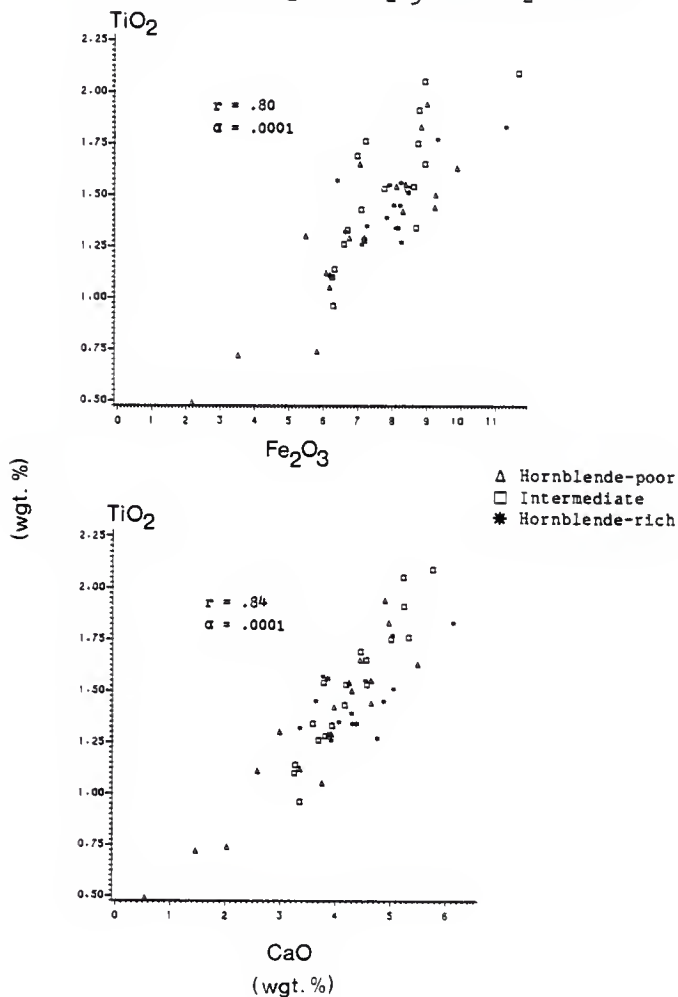 TiO2
2.25
2.00
1.75
1.50
1.25
1.00
0.75
0.50
r = .80
α = .0001
0 1 2 3 4 5 6 7 8 9 10 11
Fe2O3
(wgt. %)
△ Hornblende-poor
□ Intermediate
✱ Hornblende-rich
TiO2
2.25
2.00
1.75
1.50
1.25
1.00
0.75
0.50
r = .84
α = .0001
0 1 2 3 4 5 6
CaO
(wgt. %)